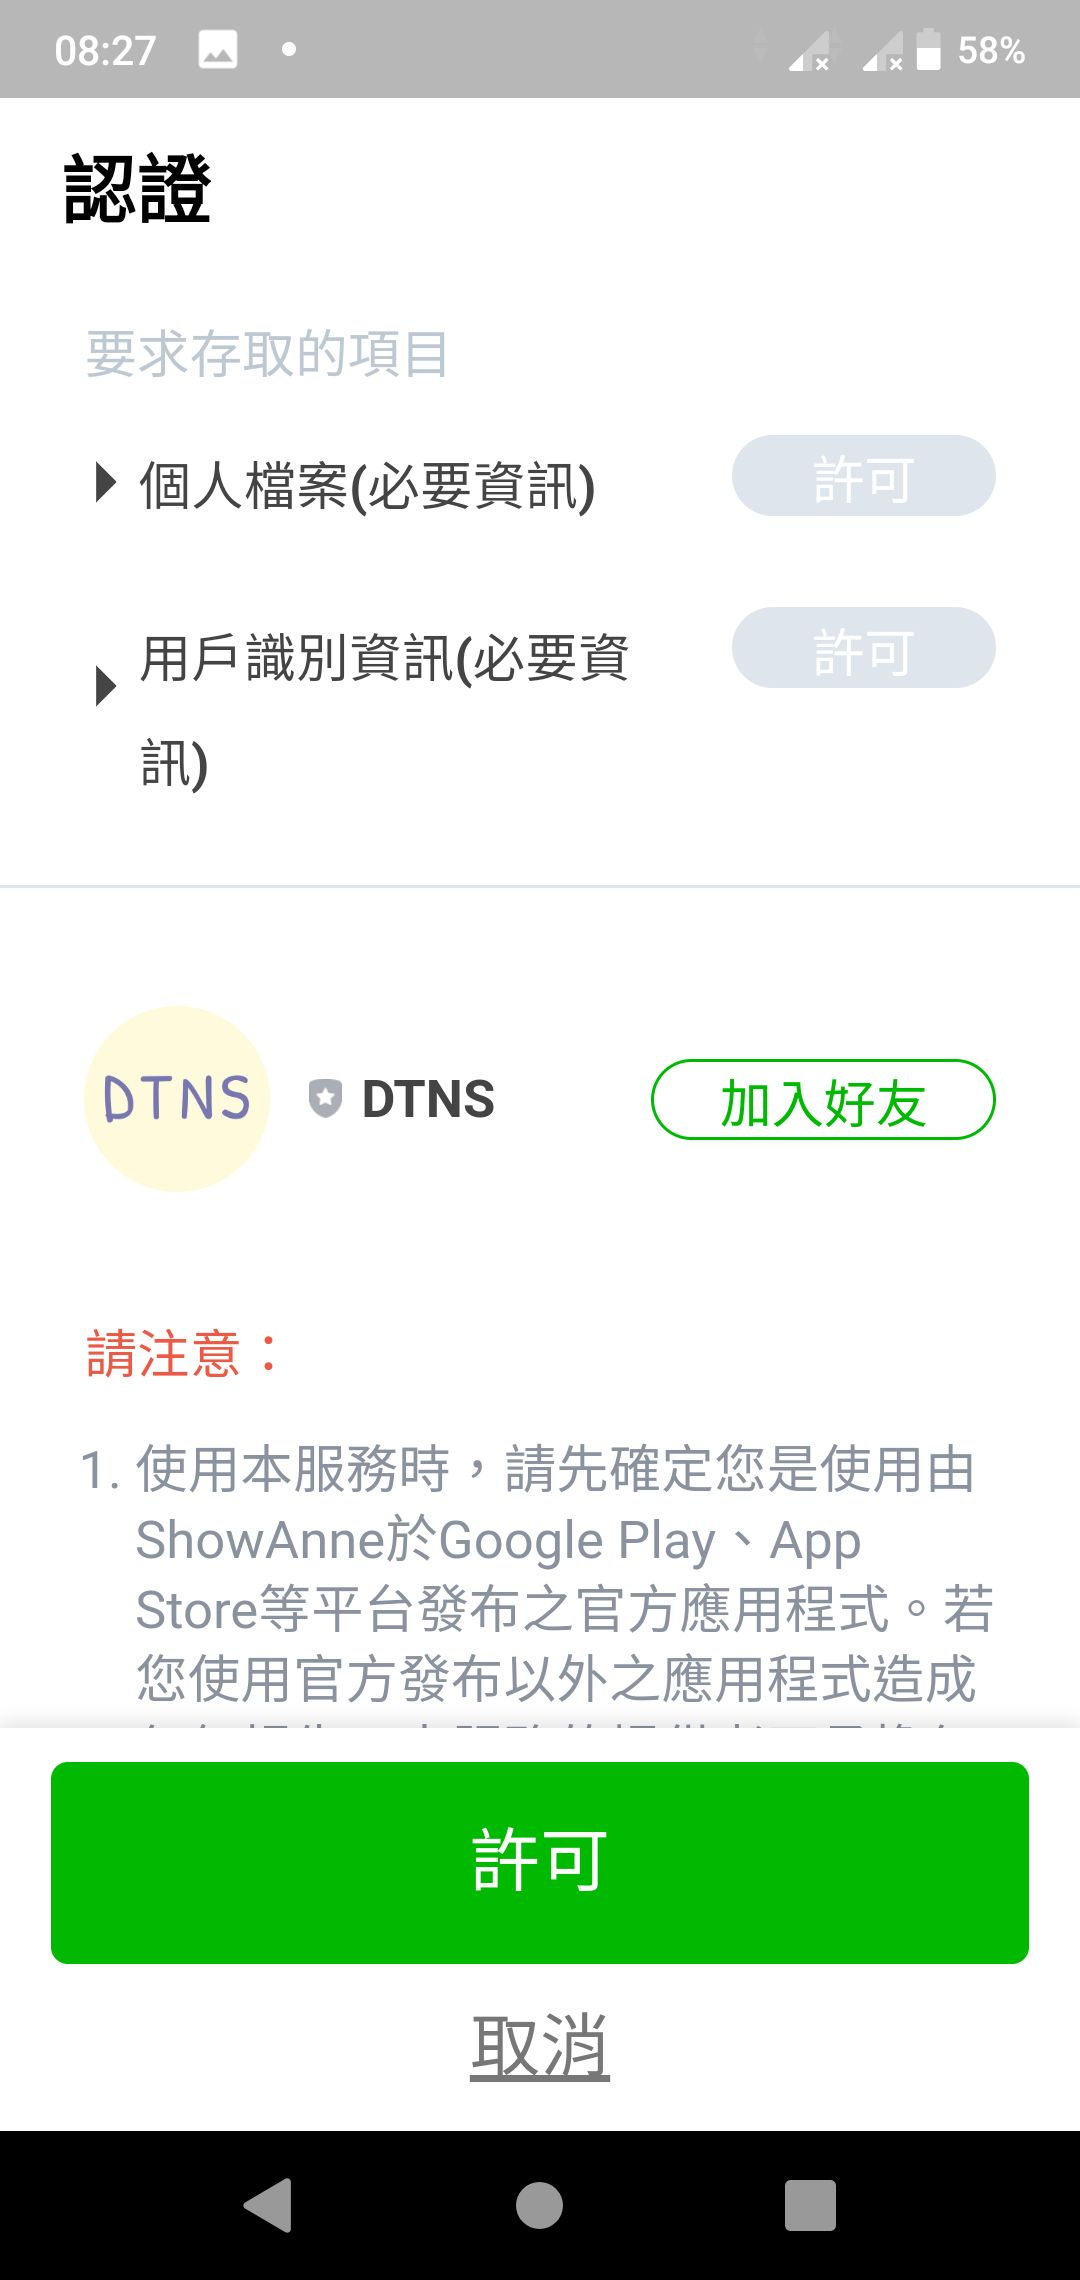 08:27
58%
認證
要求存取的項目
個人檔案(必要資訊)
許可
用戶識別資訊(必要資
訊)
許可
DTNS
DTNS
加入好友
請注意：
1. 使用本服務時，請先確定您是使用由
ShowAnne於Google Play、App
Store等平台發布之官方應用程式。若
您使用官方發布以外之應用程式造成
許可
取消